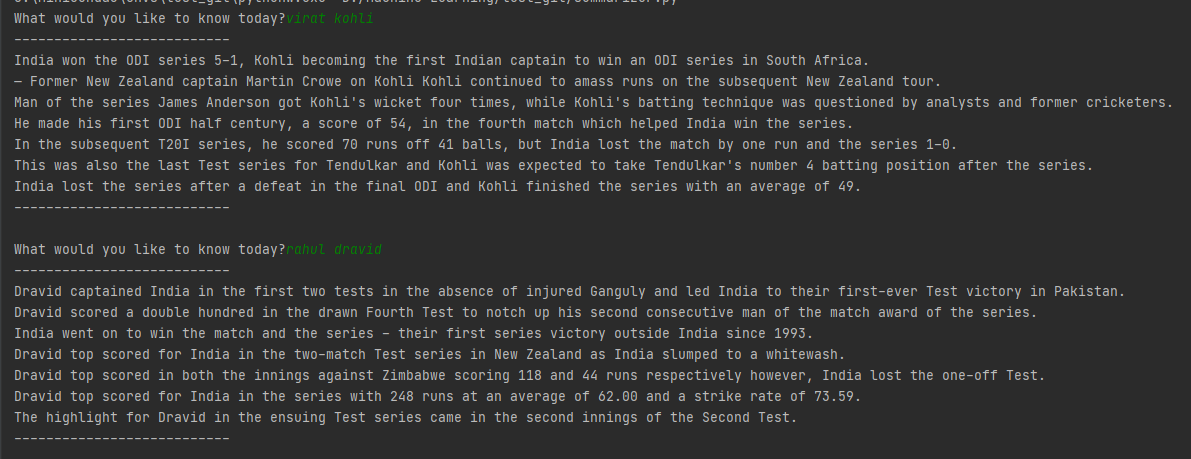 What would you like to know today?virat kohli
---------------------------
India won the ODI series 5–1, Kohli becoming the first Indian captain to win an ODI series in South Africa.
— Former New Zealand captain Martin Crowe on Kohli Kohli continued to amass runs on the subsequent New Zealand tour.
Man of the series James Anderson got Kohli's wicket four times, while Kohli's batting technique was questioned by analysts and former cricketers.
He made his first ODI half century, a score of 54, in the fourth match which helped India win the series.
In the subsequent T20I series, he scored 70 runs off 41 balls, but India lost the match by one run and the series 1-0.
This was also the last Test series for Tendulkar and Kohli was expected to take Tendulkar's number 4 batting position after the series.
India lost the series after a defeat in the final ODI and Kohli finished the series with an average of 49.
---------------------------
What would you like to know today?rahul dravid
---------------------------
Dravid captained India in the first two tests in the absence of injured Ganguly and led India to their first-ever Test victory in Pakistan.
Dravid scored a double hundred in the drawn Fourth Test to notch up his second consecutive man of the match award of the series.
India went on to win the match and the series – their first series victory outside India since 1993.
Dravid top scored for India in the two-match Test series in New Zealand as India slumped to a whitewash.
Dravid top scored in both the innings against Zimbabwe scoring 118 and 44 runs respectively however, India lost the one-off Test.
Dravid top scored for India in the series with 248 runs at an average of 62.00 and a strike rate of 73.59.
The highlight for Dravid in the ensuing Test series came in the second innings of the Second Test.
---------------------------